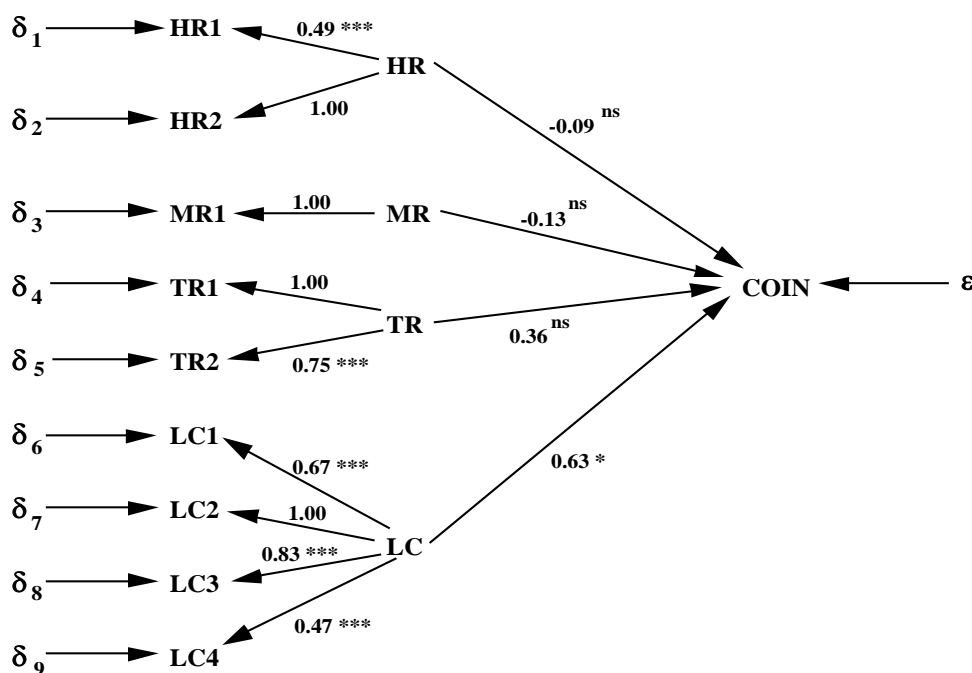 δ1 HR1 0.49 ***
HR
δ2 HR2 1.00
-0.09 ns
δ3 MR1 1.00 MR -0.13 ns
δ4 TR1 1.00
COIN ε
TR 0.36 ns
δ5 TR2 0.75 ***
δ6 LC1
0.67 *** 0.63 *
δ7 LC2 1.00
LC
0.83 ***
δ8 LC3
0.47 ***
δ9 LC4